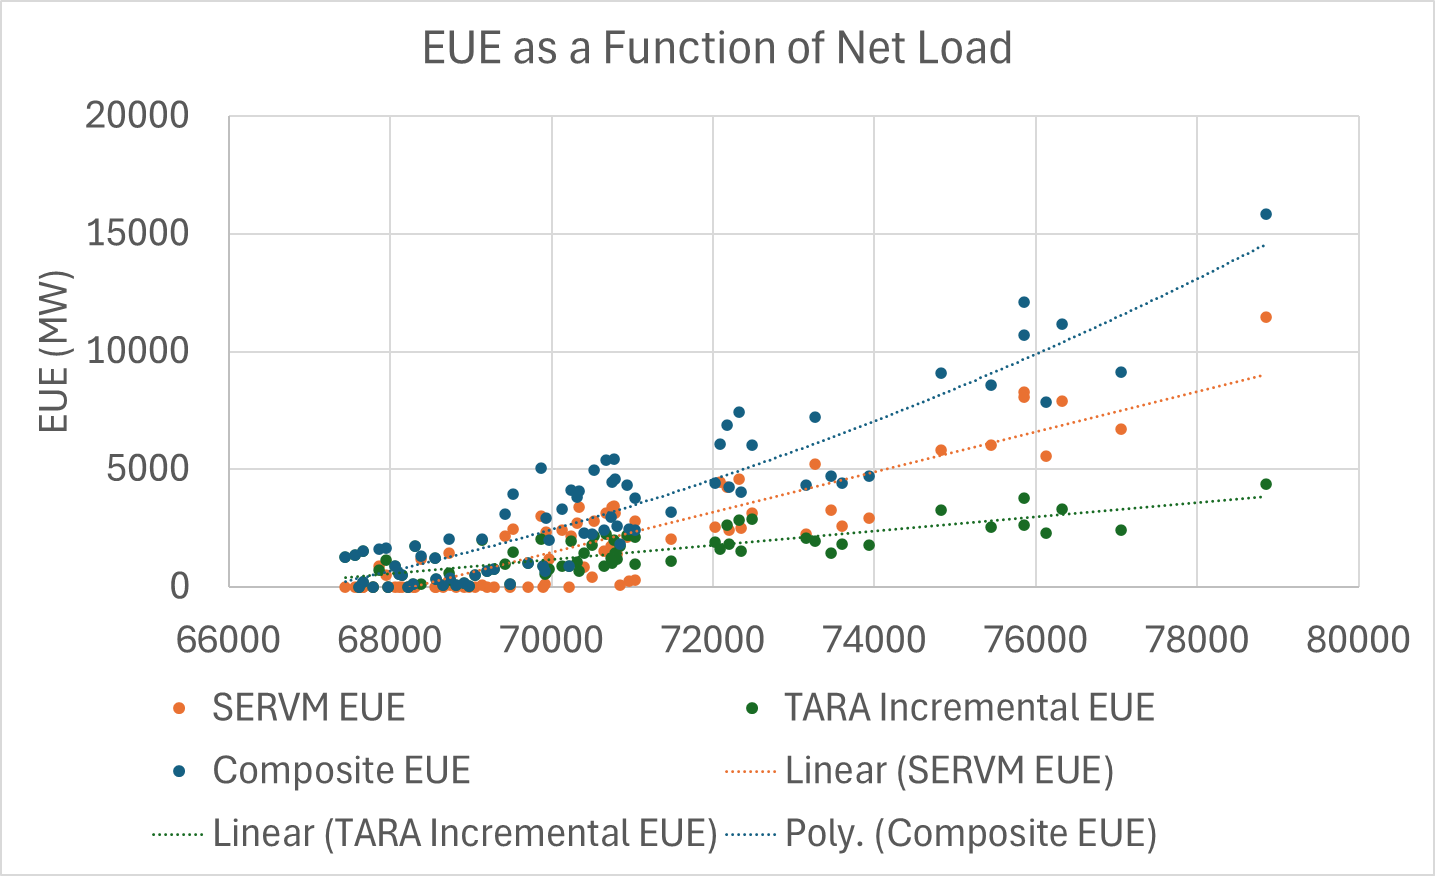 EUE as a Function of Net Load
20000
15000
10000
5000
0
EUE (MW)
66000 68000 70000 72000 74000 76000 78000 80000
SERVM EUE TARA Incremental EUE
Composite EUE Linear (SERVM EUE)
Linear (TARA Incremental EUE) Poly. (Composite EUE)